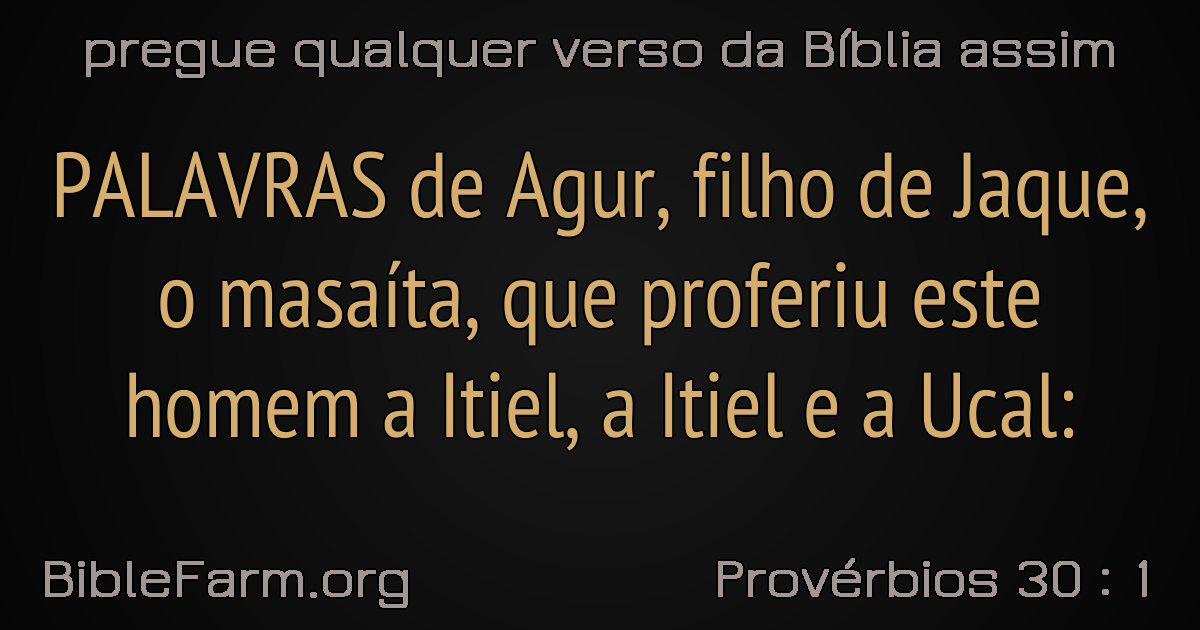 pregue qualquer verso da Bíblia assim
PALAVRAS de Agur, filho de Jaque,
o masaíta, que proferiu este
homem a Itiel, a Itiel e a Ucal:
BibleFarm.org
Provérbios 30 : 1